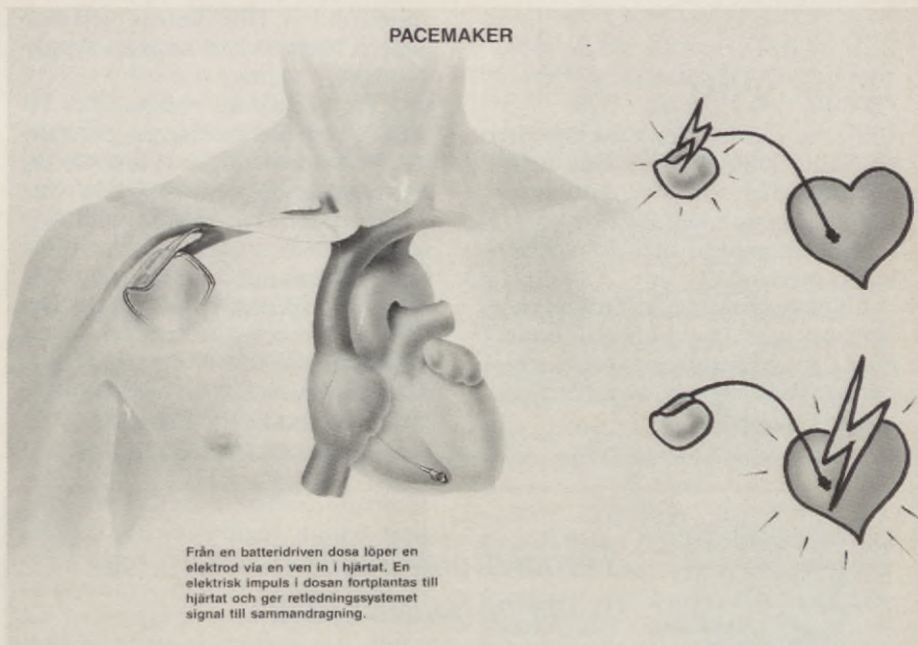 PACEMAKER
Från en batteridriven dosa löper en
elektrod via en ven in i hjärtat. En
elektrisk impuls i dosan fortplantas till
hjärtat och ger retledningssystemet
signal till sammandragning.